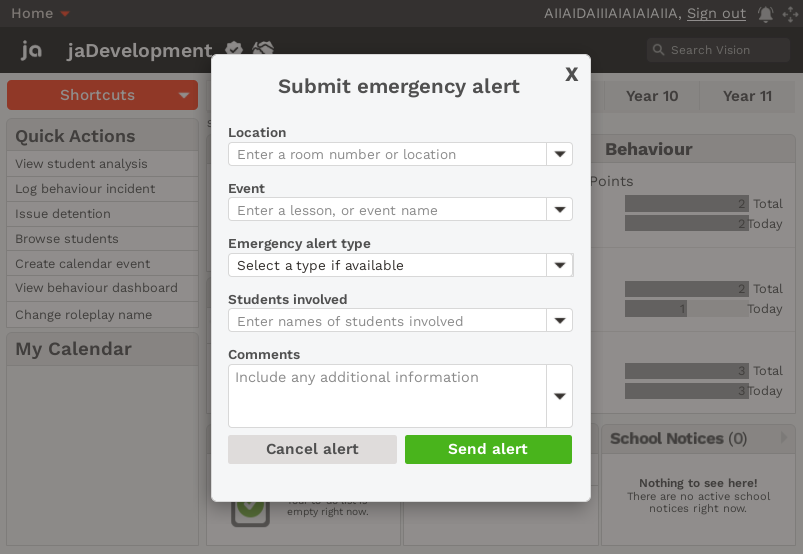 Home
AIIAIDAIIIAIAIAIAIIA, Sign out
ja jaDevelopment
Search Vision
Shortcuts
Year 10 Year 11
Quick Actions
View student analysis
Log behaviour incident
Issue detention
Browse students
Create calendar event
View behaviour dashboard
Change roleplay name
My Calendar
Submit emergency alert
X
Location
Enter a room number or location
Event
Enter a lesson, or event name
Emergency alert type
Select a type if available
Students involved
Enter names of students involved
Comments
Include any additional information
Cancel alert Send alert
empty right now.
Behaviour
Points
2 Total
2 Today
2 Total
1 Today
3 Total
3 Today
School Notices (0)
Nothing to see here!
There are no active school
notices right now.